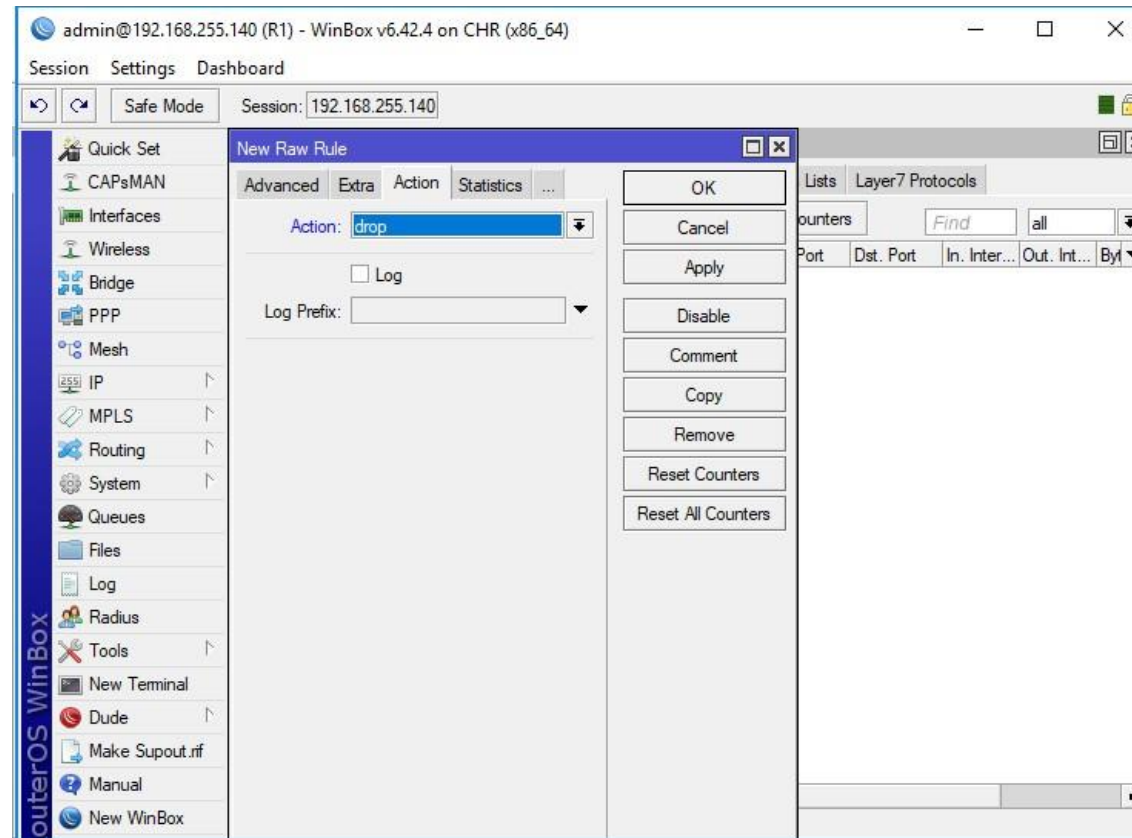 admin@192.168.255.140 (R1) - WinBox v6.42.4 on CHR (x86_64)
Session Settings Dashboard
Safe Mode Session: 192.168.255.140
Quick Set
CAPsMAN
Interfaces
Wireless
Bridge
PPP
Mesh
255 IP
MPLS
Routing
System
Queues
Files
Log
Radius
Tools
New Terminal
Dude
Make Supout.rif
Manual
New WinBox
outerOS WinBox
New Raw Rule
Advanced Extra Action Statistics ...
Action: drop
Log
Log Prefix:
OK
Cancel
Apply
Disable
Comment
Copy
Remove
Reset Counters
Reset All Counters
Lists Layer7 Protocols
ounters Find all
Port Dst. Port In. Inter... Out. Int... Byt